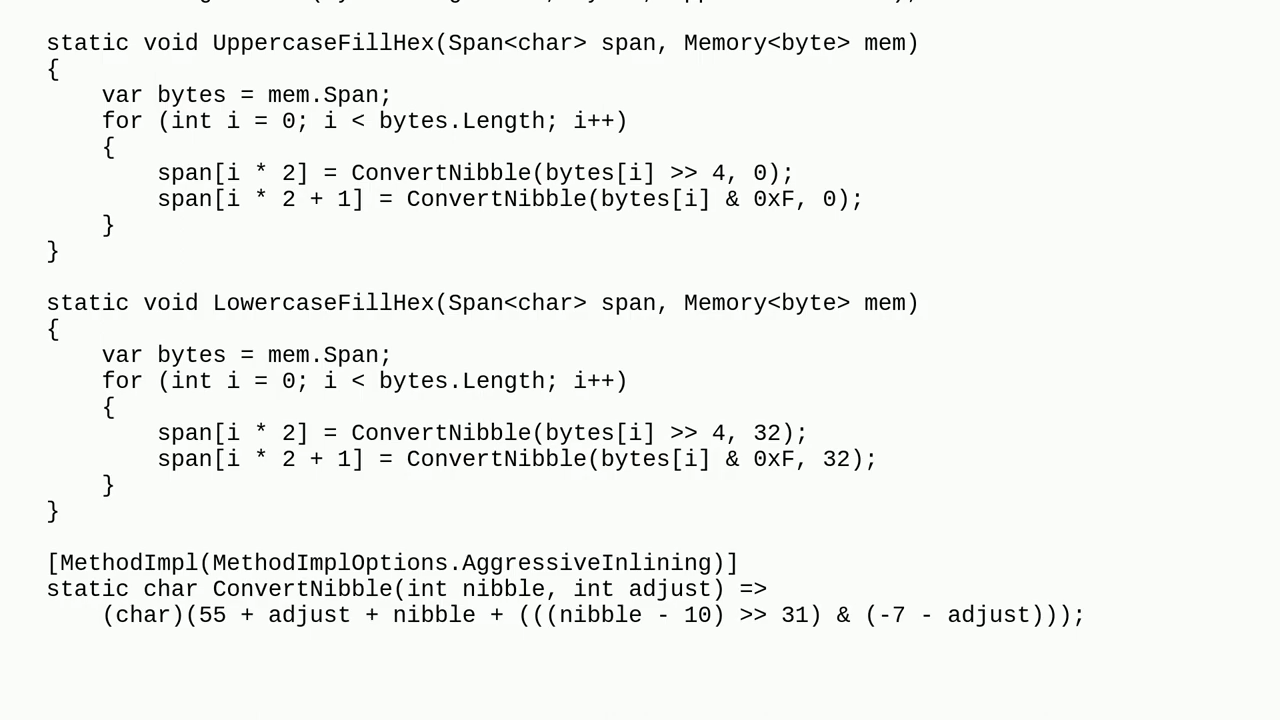 static void UppercaseFillHex(Span<char> span, Memory<byte> mem)
{
    var bytes = mem.Span;
    for (int i = 0; i < bytes.Length; i++)
    {
        span[i * 2] = ConvertNibble(bytes[i] >> 4, 0);
        span[i * 2 + 1] = ConvertNibble(bytes[i] & 0xF, 0);
    }
}

static void LowercaseFillHex(Span<char> span, Memory<byte> mem)
{
    var bytes = mem.Span;
    for (int i = 0; i < bytes.Length; i++)
    {
        span[i * 2] = ConvertNibble(bytes[i] >> 4, 32);
        span[i * 2 + 1] = ConvertNibble(bytes[i] & 0xF, 32);
    }
}

[MethodImpl(MethodImplOptions.AggressiveInlining)]
static char ConvertNibble(int nibble, int adjust) =>
    (char)(55 + adjust + nibble + (((nibble - 10) >> 31) & (-7 - adjust)));